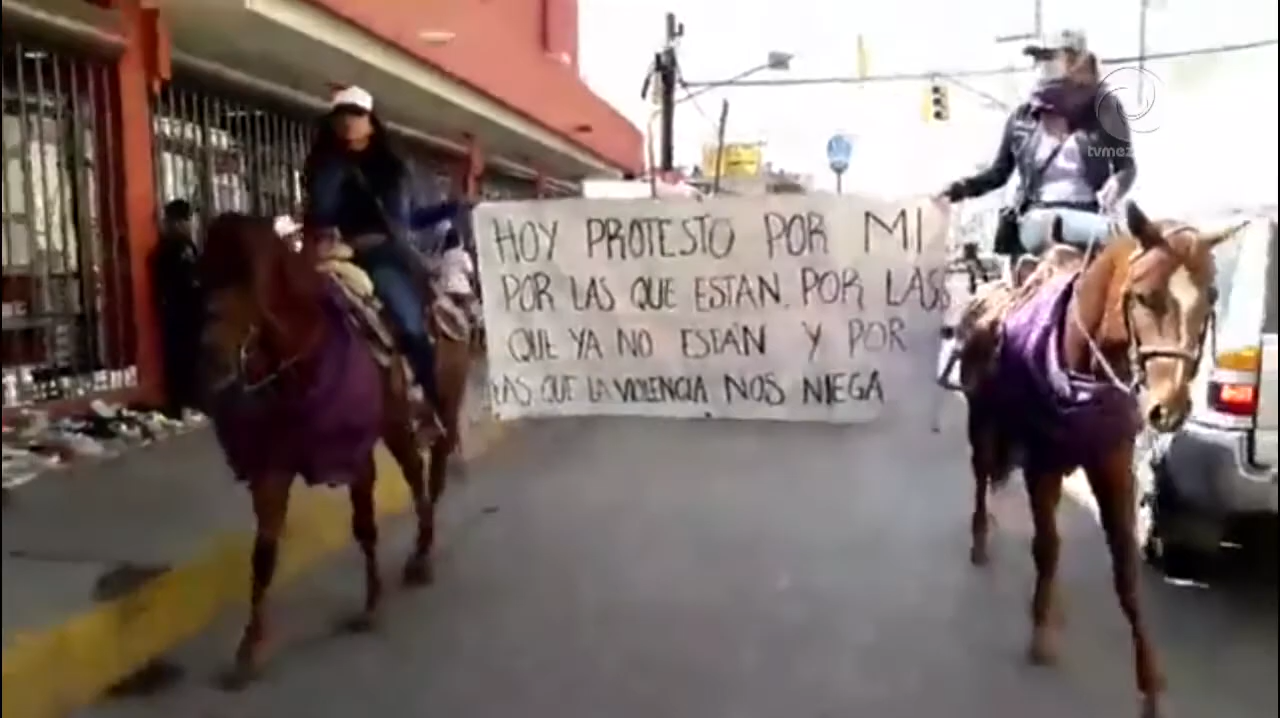 HOY PROTESTO POR MI
POR LAS QUE ESTAN. POR LAS
QUE YA NO ESTAN Y POR
LAS QUE LA VIOLENCIA NOS NIEGA